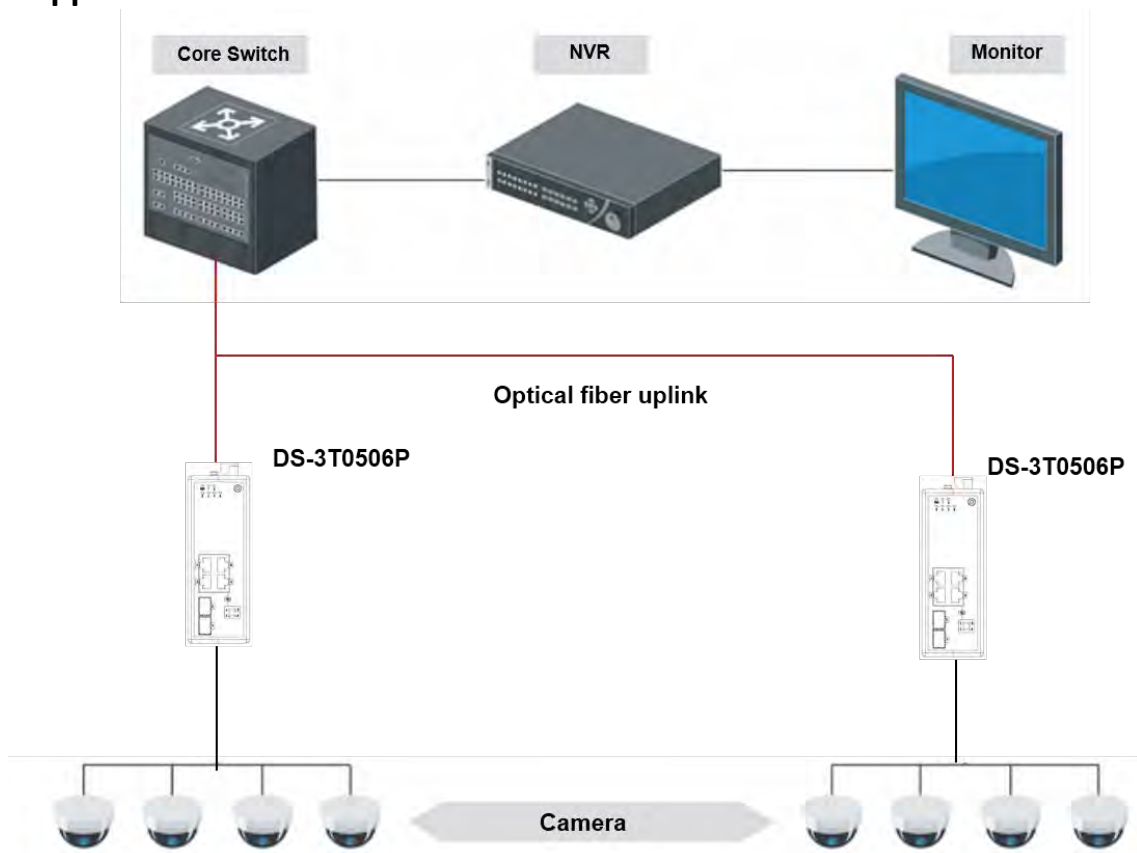 Core Switch
NVR
Monitor
Optical fiber uplink
DS-3T0506P
DS-3T0506P
Camera